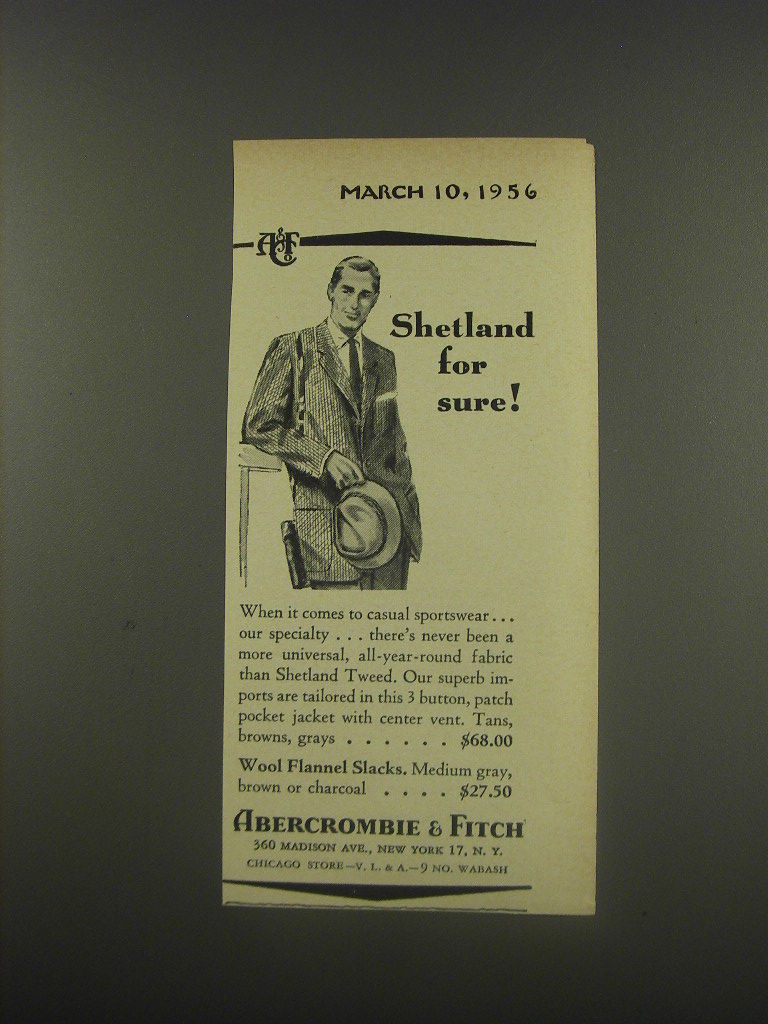 MARCH 10, 1956
A&F Co
Shetland
for
sure!
When it comes to casual sportswear...
our specialty ... there's never been a
more universal, all-year-round fabric
than Shetland Tweed. Our superb im-
ports are tailored in this 3 button, patch
pocket jacket with center vent. Tans,
browns, grays . . . . . . $68.00
Wool Flannel Slacks. Medium gray,
brown or charcoal . . . . $27.50
ABERCROMBIE & FITCH
360 MADISON AVE., NEW YORK 17, N. Y.
CHICAGO STORE—V. L. & A.—9 NO. WABASH